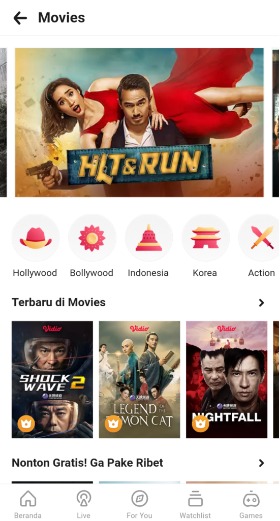 Movies
HIT & RUN
Hollywood
Bollywood
Indonesia
Korea
Action
Terbaru di Movies
Vidio
SHOCK
WAVE 2
Vidio
LEGEND OF THE
DEMON CAT
Vidio
NIGHTFALL
Nonton Gratis! Ga Pake Ribet
Beranda
Live
For You
Watchlist
Games